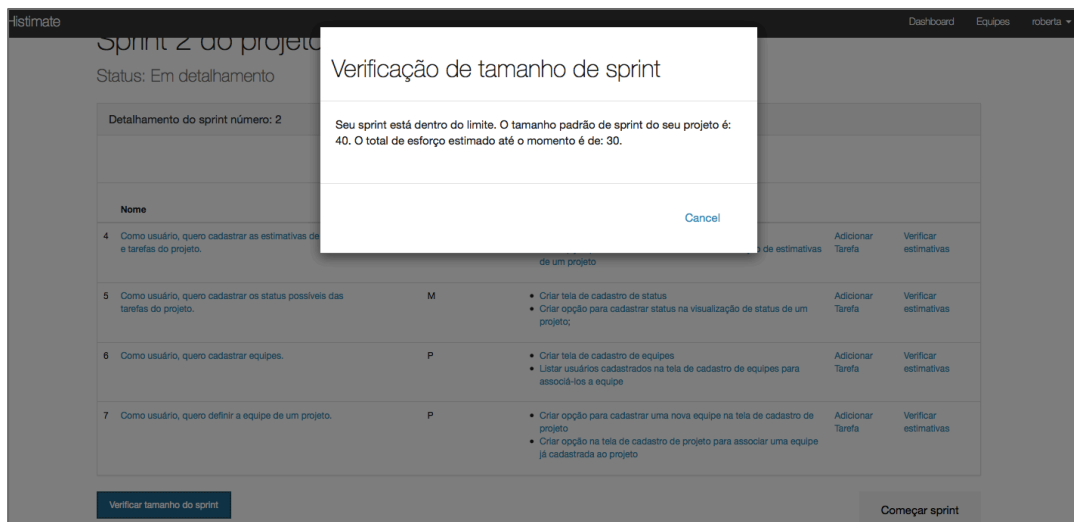 Histimate Dashboard Equipes roberta
Sprint 2 do projeto
Status: Em detalhamento
Verificação de tamanho de sprint
Seu sprint está dentro do limite. O tamanho padrão de sprint do seu projeto é:
40. O total de esforço estimado até o momento é de: 30.
Cancel
Detalhamento do sprint número: 2
Nome
4 Como usuário, quero cadastrar as estimativas de
e tarefas do projeto.
de estimativas
de um projeto
Adicionar
Tarefa
Verificar
estimativas
5 Como usuário, quero cadastrar os status possíveis das
tarefas do projeto.
M
• Criar tela de cadastro de status
• Criar opção para cadastrar status na visualização de status de um
projeto;
Adicionar
Tarefa
Verificar
estimativas
6 Como usuário, quero cadastrar equipes.
P
• Criar tela de cadastro de equipes
• Listar usuários cadastrados na tela de cadastro de equipes para
associá-los a equipe
Adicionar
Tarefa
Verificar
estimativas
7 Como usuário, quero definir a equipe de um projeto.
P
• Criar opção para cadastrar uma nova equipe na tela de cadastro de
projeto
• Criar opção na tela de cadastro de projeto para associar uma equipe
já cadastrada ao projeto
Adicionar
Tarefa
Verificar
estimativas
Verificar tamanho do sprint
Começar sprint